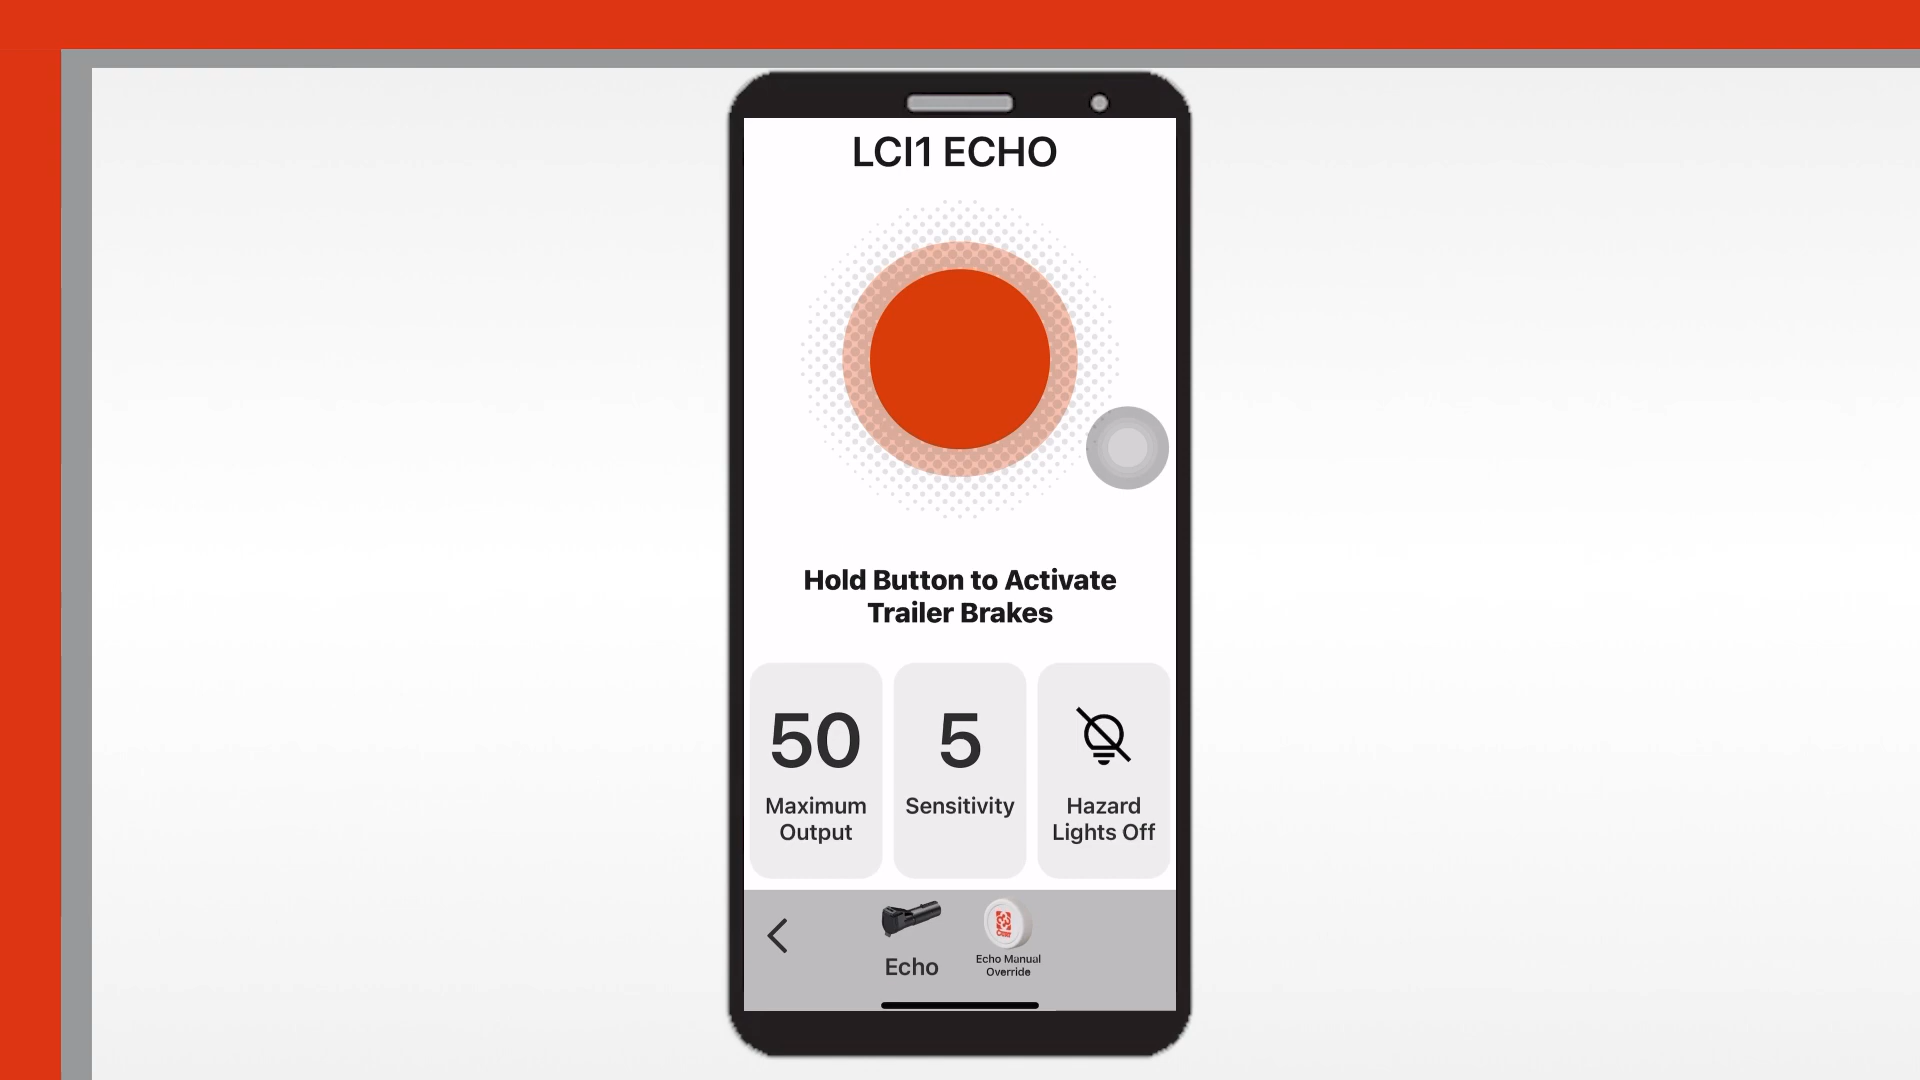 LCI1 ECHO
Hold Button to Activate
Trailer Brakes
50
Maximum
Output
5
Sensitivity
Hazard
Lights Off
Echo
CURT
Echo Manual
Override